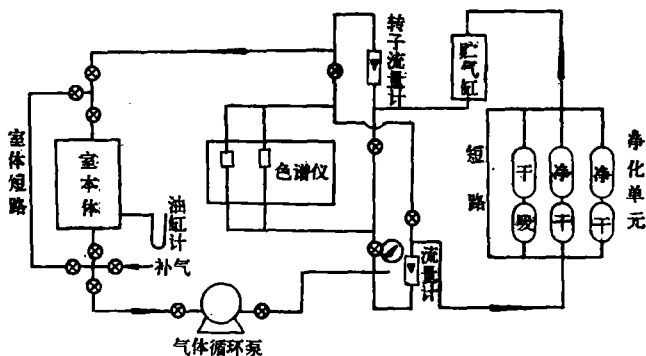 转子流量计
贮气缸
室体短路
室本体
油缸计
补气
色谱仪
气体循环泵
流量计
短路
干
净
净
吸
干
干
净化单元